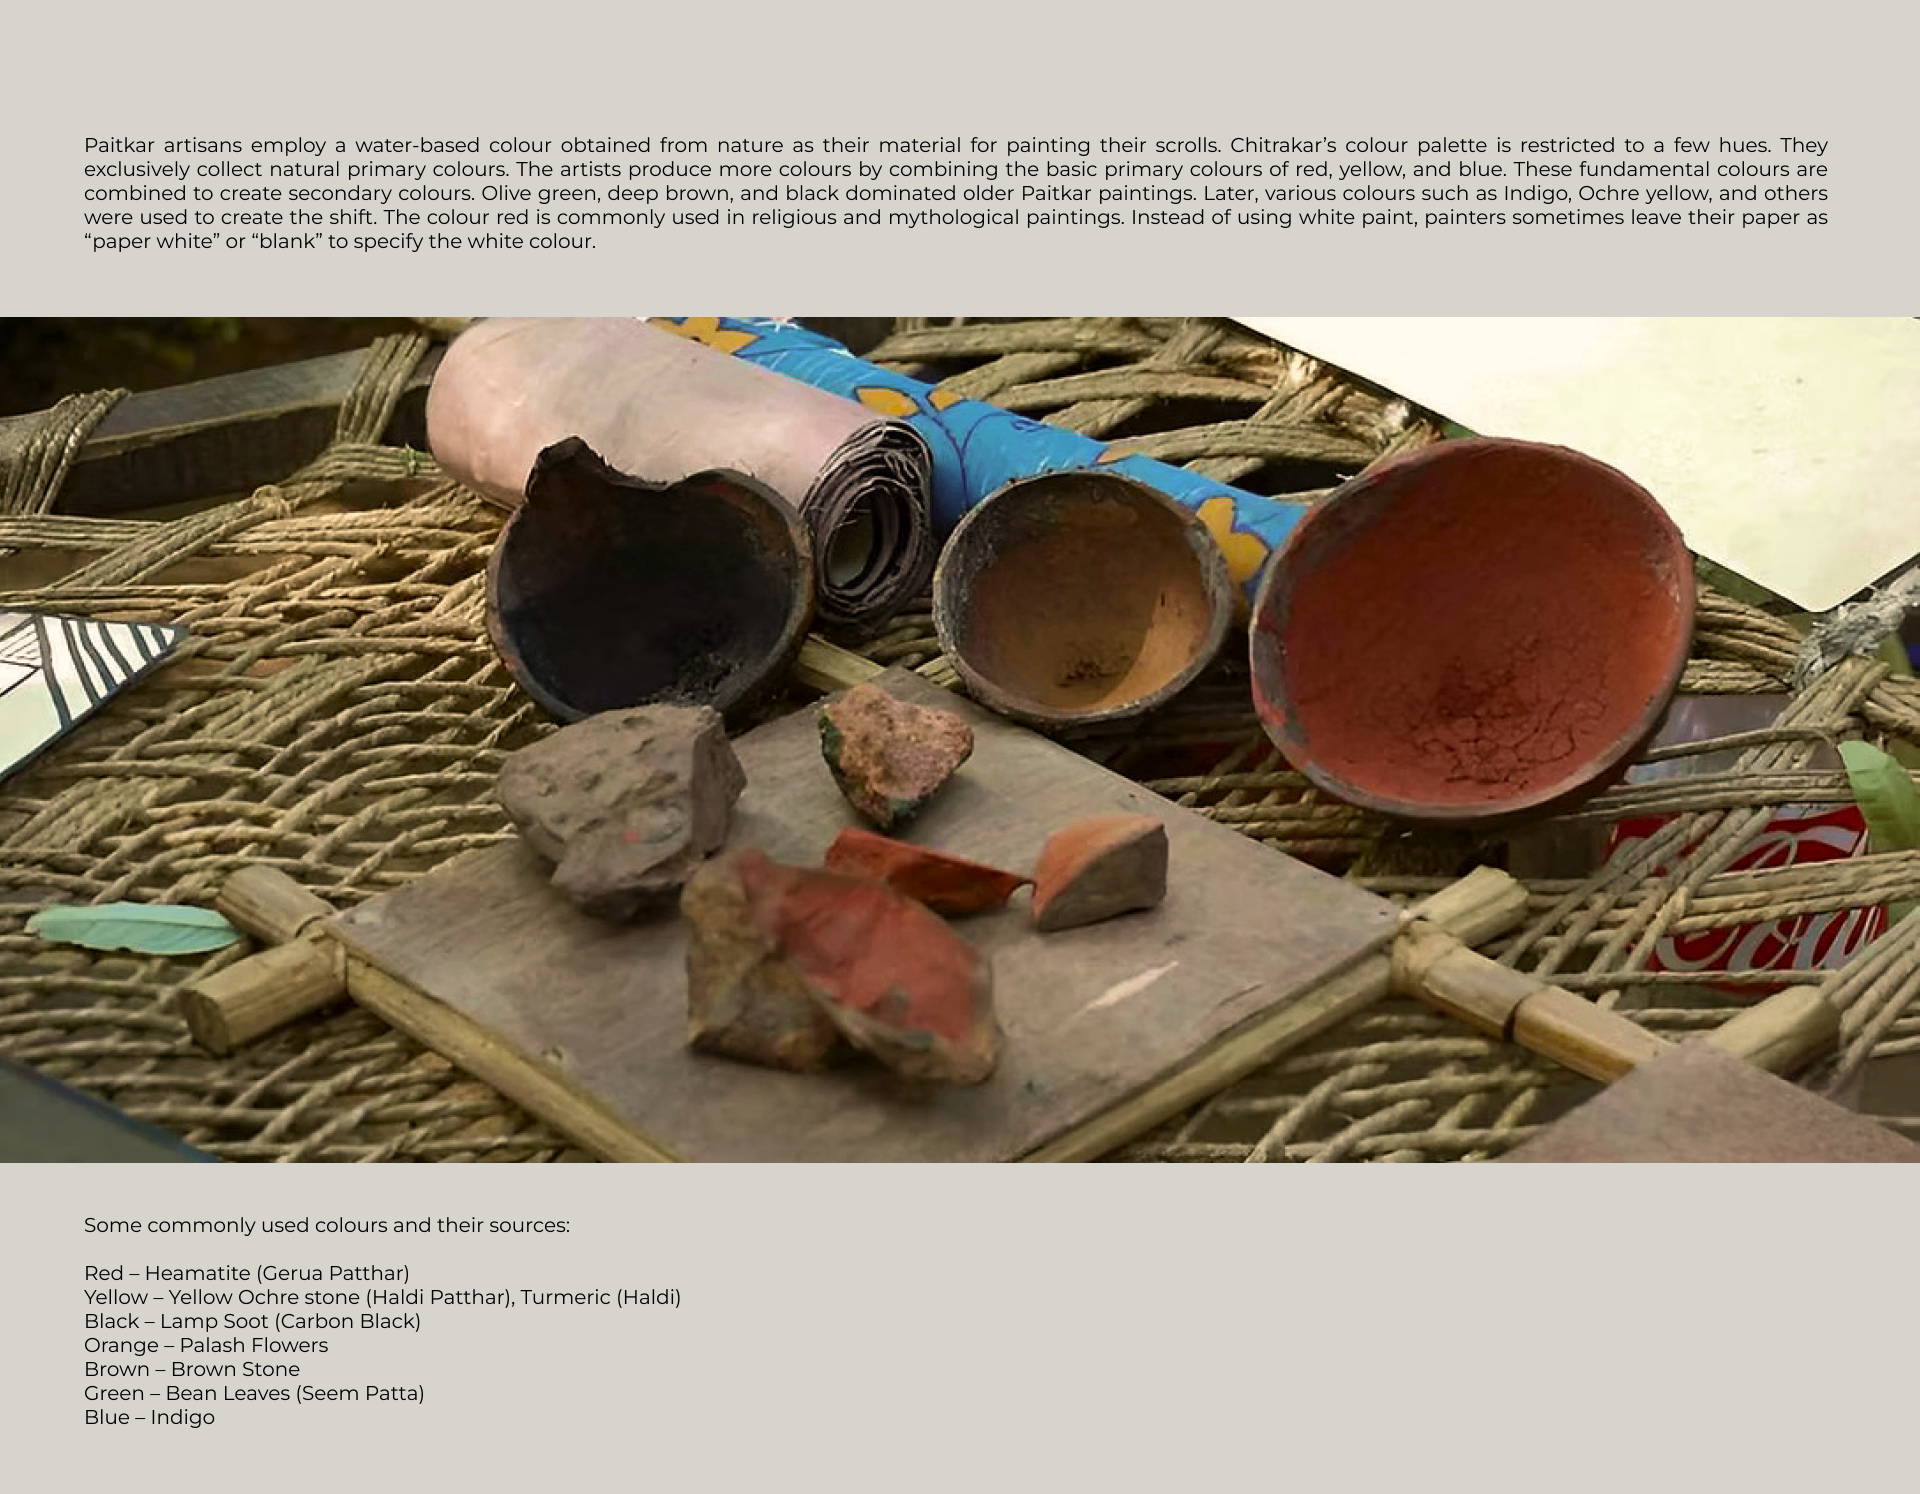 Paitkar artisans employ a water-based colour obtained from nature as their material for painting their scrolls. Chitrakar’s colour palette is restricted to a few hues. They
exclusively collect natural primary colours. The artists produce more colours by combining the basic primary colours of red, yellow, and blue. These fundamental colours are
combined to create secondary colours. Olive green, deep brown, and black dominated older Paitkar paintings. Later, various colours such as Indigo, Ochre yellow, and others
were used to create the shift. The colour red is commonly used in religious and mythological paintings. Instead of using white paint, painters sometimes leave their paper as
“paper white” or “blank” to specify the white colour.
Some commonly used colours and their sources:
Red – Heamatite (Gerua Patthar)
Yellow – Yellow Ochre stone (Haldi Patthar), Turmeric (Haldi)
Black – Lamp Soot (Carbon Black)
Orange – Palash Flowers
Brown – Brown Stone
Green – Bean Leaves (Seem Patta)
Blue – Indigo